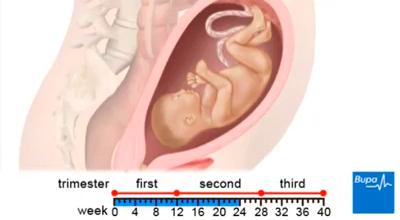 trimester first second third
week 0 4 8 12 16 20 24 28 32 36 40
Bupa